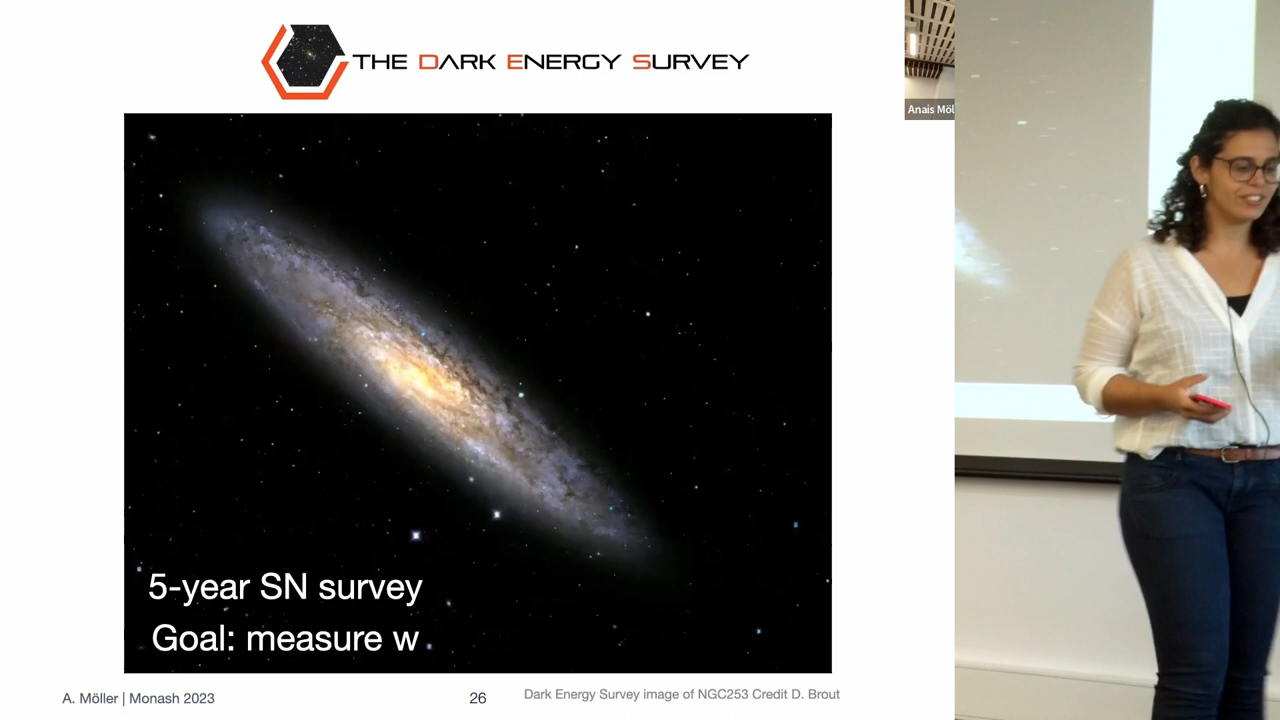 THE DARK ENERGY SURVEY
Anais Möl
5-year SN survey
Goal: measure w
A. Möller | Monash 2023
26
Dark Energy Survey image of NGC253 Credit D. Brout